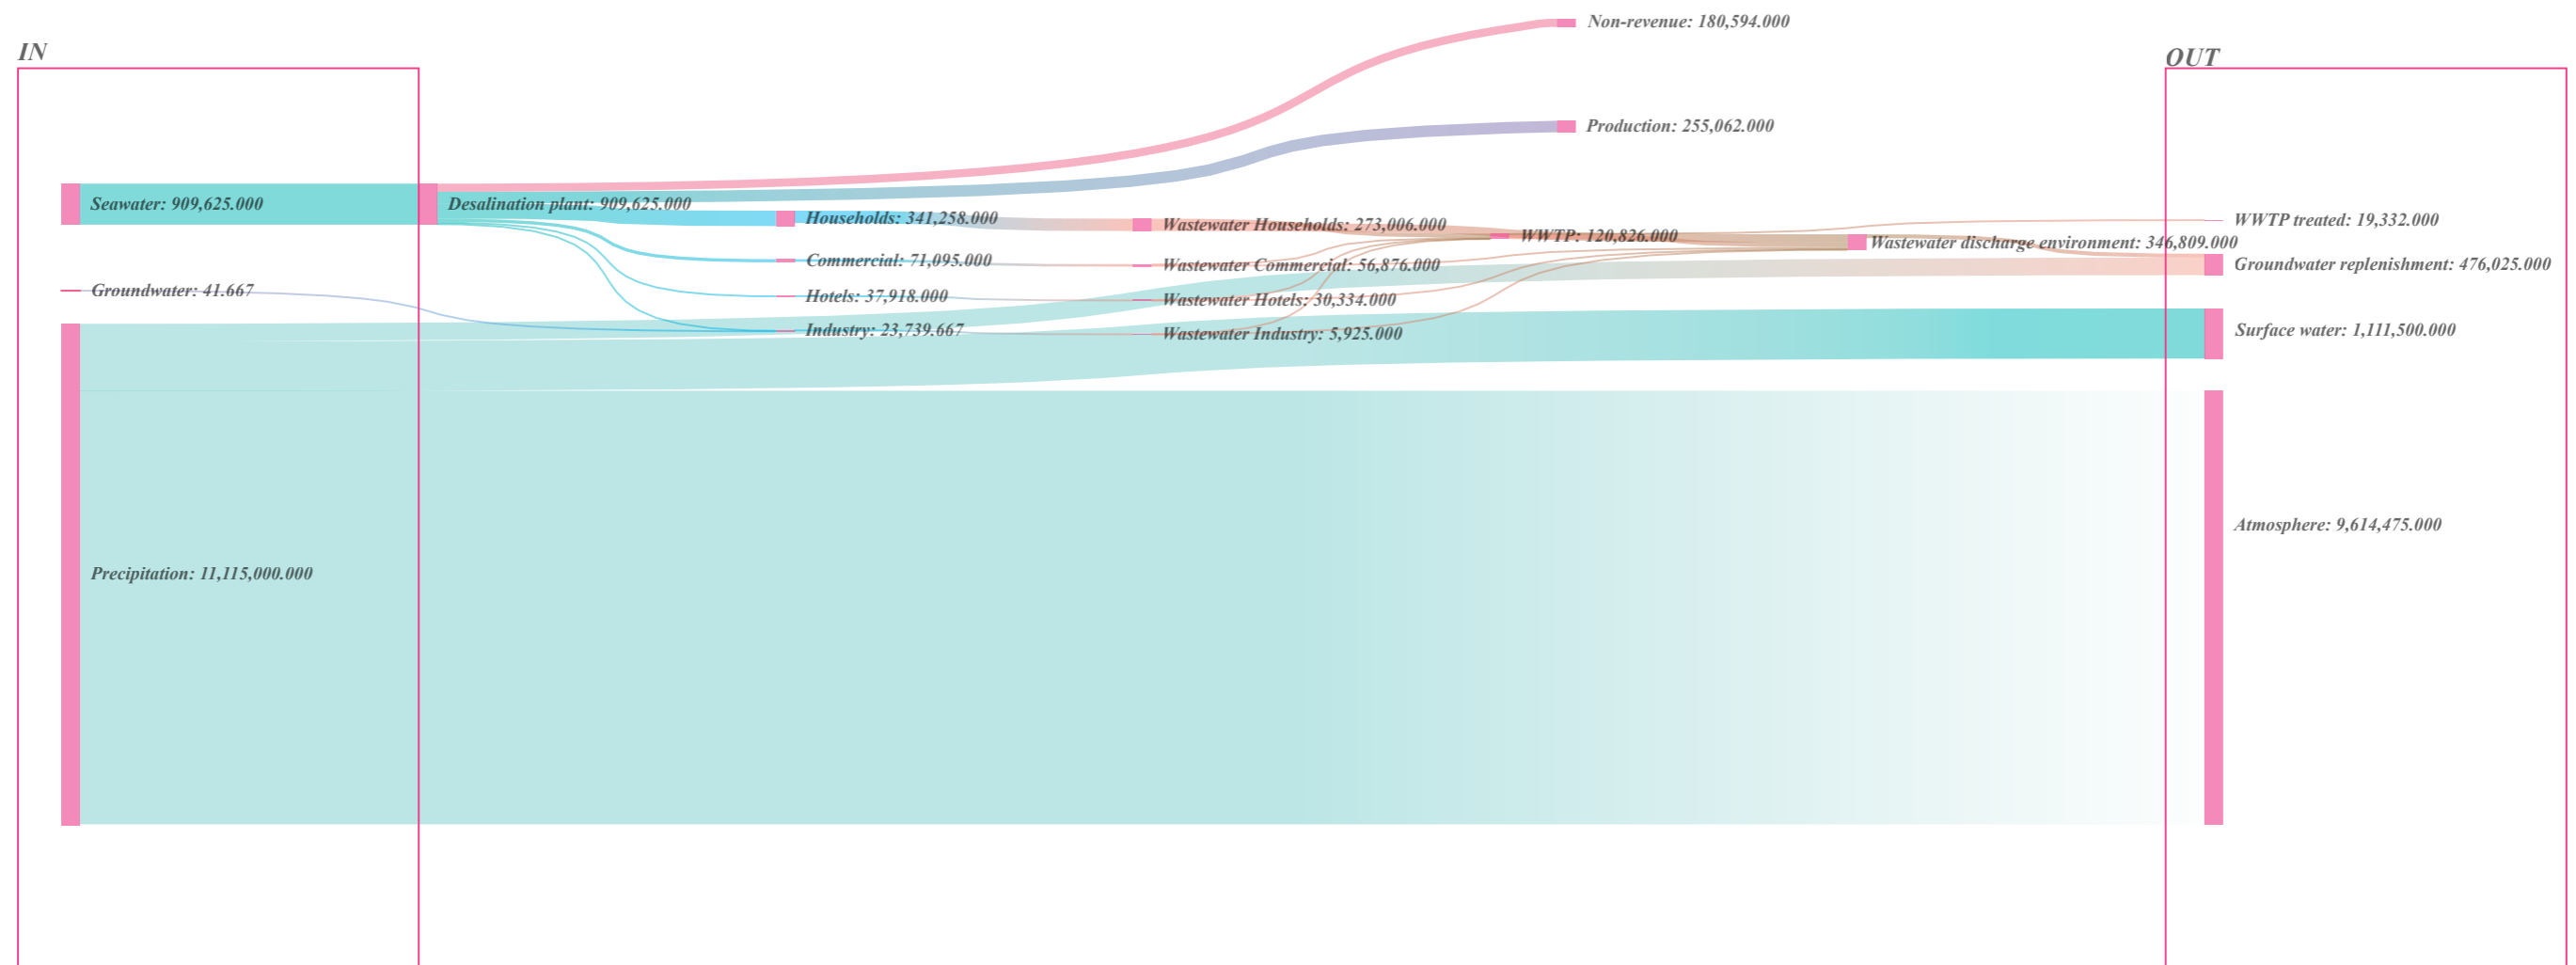 IN
OUT
Non-revenue: 180,594.000
Production: 255,062.000
Seawater: 909,625.000
Desalination plant: 909,625.000
Households: 341,258.000
Wastewater Households: 273,006.000
WWTP: 120,826.000
Wastewater discharge environment: 346,809.000
WWTP treated: 19,332.000
Commercial: 71,095.000
Wastewater Commercial: 56,876.000
Groundwater replenishment: 476,025.000
Groundwater: 41.667
Hotels: 37,918.000
Wastewater Hotels: 30,334.000
Industry: 23,739.667
Wastewater Industry: 5,925.000
Surface water: 1,111,500.000
Atmosphere: 9,614,475.000
Precipitation: 11,115,000.000